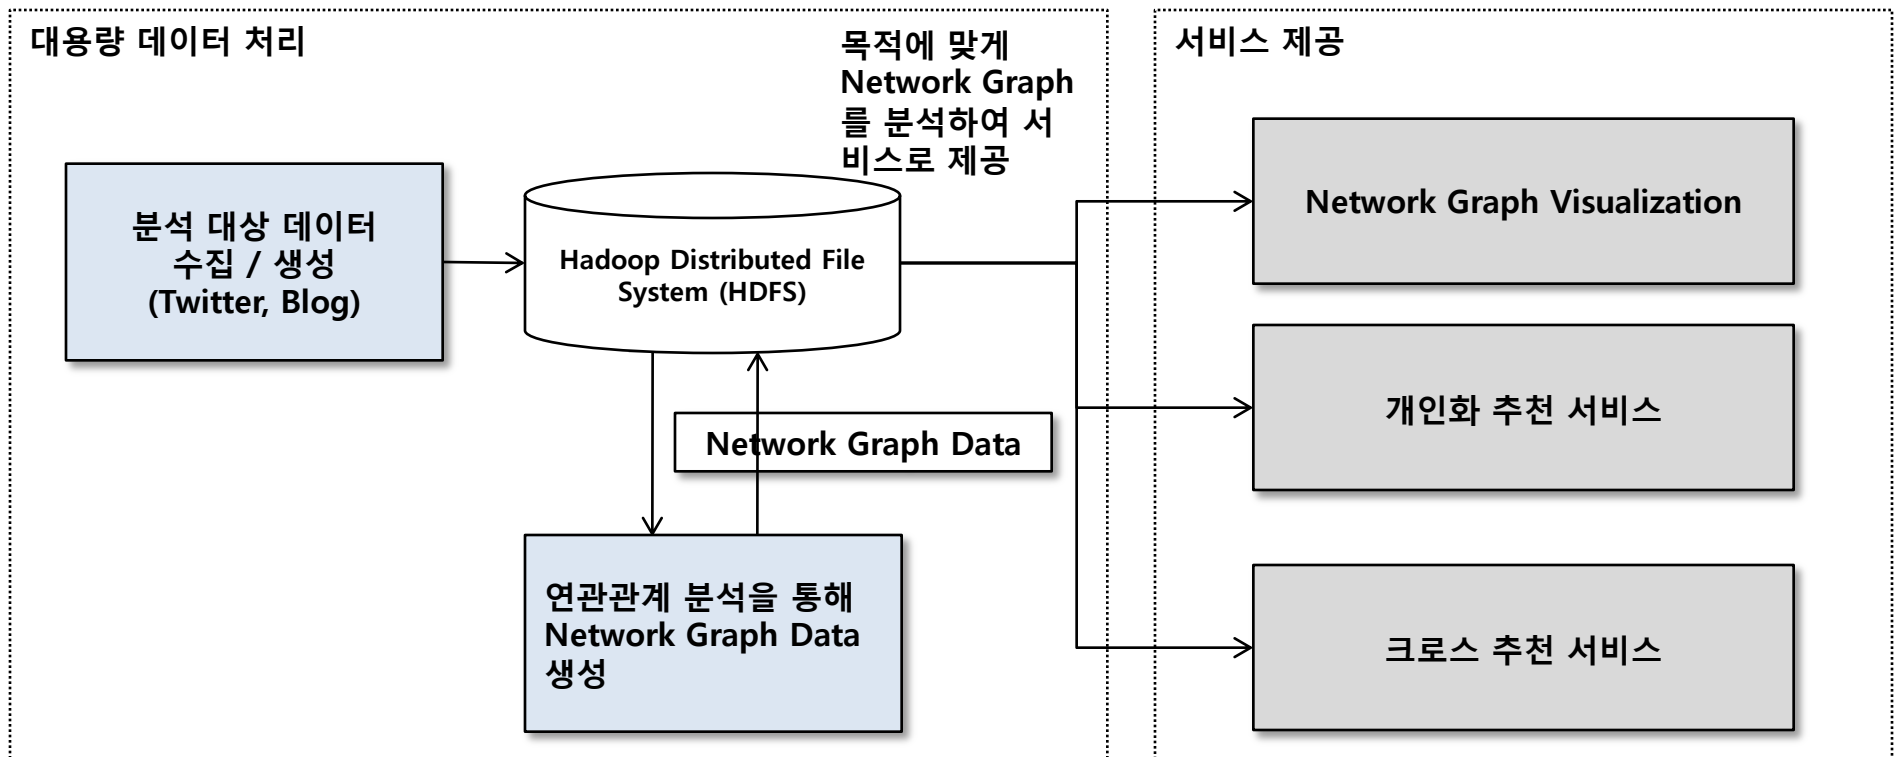 대용량 데이터 처리
목적에 맞게
Network Graph
를 분석하여 서
비스로 제공
서비스 제공
분석 대상 데이터
수집 / 생성
(Twitter, Blog)
Hadoop Distributed File
System (HDFS)
Network Graph Visualization
개인화 추천 서비스
Network Graph Data
연관관계 분석을 통해
Network Graph Data
생성
크로스 추천 서비스